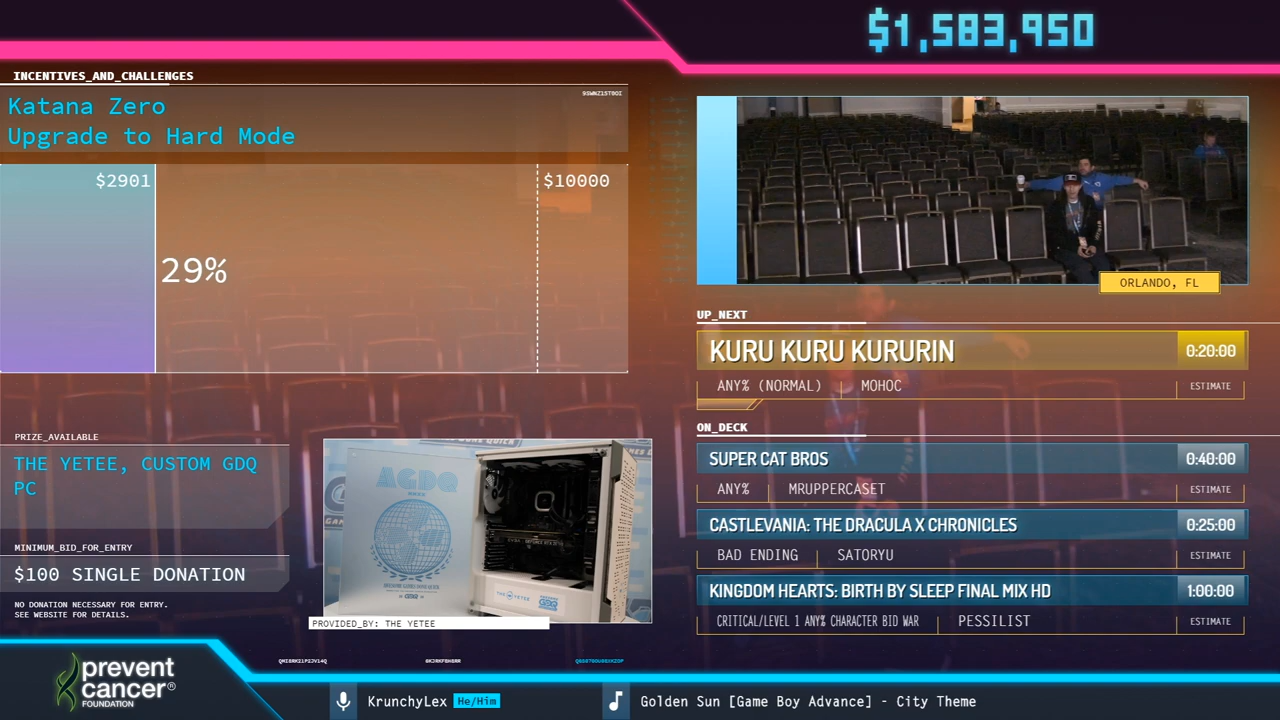 $1,583,950
INCENTIVES_AND_CHALLENGES
Katana Zero
Upgrade to Hard Mode
$2901
$10000
29%
ORLANDO, FL
UP_NEXT
KURU KURU KURURIN
0:20:00
ANY% (NORMAL)
MOHOC
ESTIMATE
ON_DECK
SUPER CAT BROS
0:40:00
ANY%
MRUPPERCASET
ESTIMATE
CASTLEVANIA: THE DRACULA X CHRONICLES
0:25:00
BAD ENDING
SATORYU
ESTIMATE
KINGDOM HEARTS: BIRTH BY SLEEP FINAL MIX HD
1:00:00
CRITICAL/LEVEL 1 ANY% CHARACTER BID WAR
PESSILIST
ESTIMATE
PRIZE_AVAILABLE
THE YETEE, CUSTOM GDQ
PC
MINIMUM_BID_FOR_ENTRY
$100 SINGLE DONATION
NO DONATION NECESSARY FOR ENTRY.
SEE WEBSITE FOR DETAILS.
AGDQ
PROVIDED_BY: THE YETEE
prevent
cancer®
FOUNDATION
KrunchyLex He/Him
Golden Sun [Game Boy Advance] - City Theme